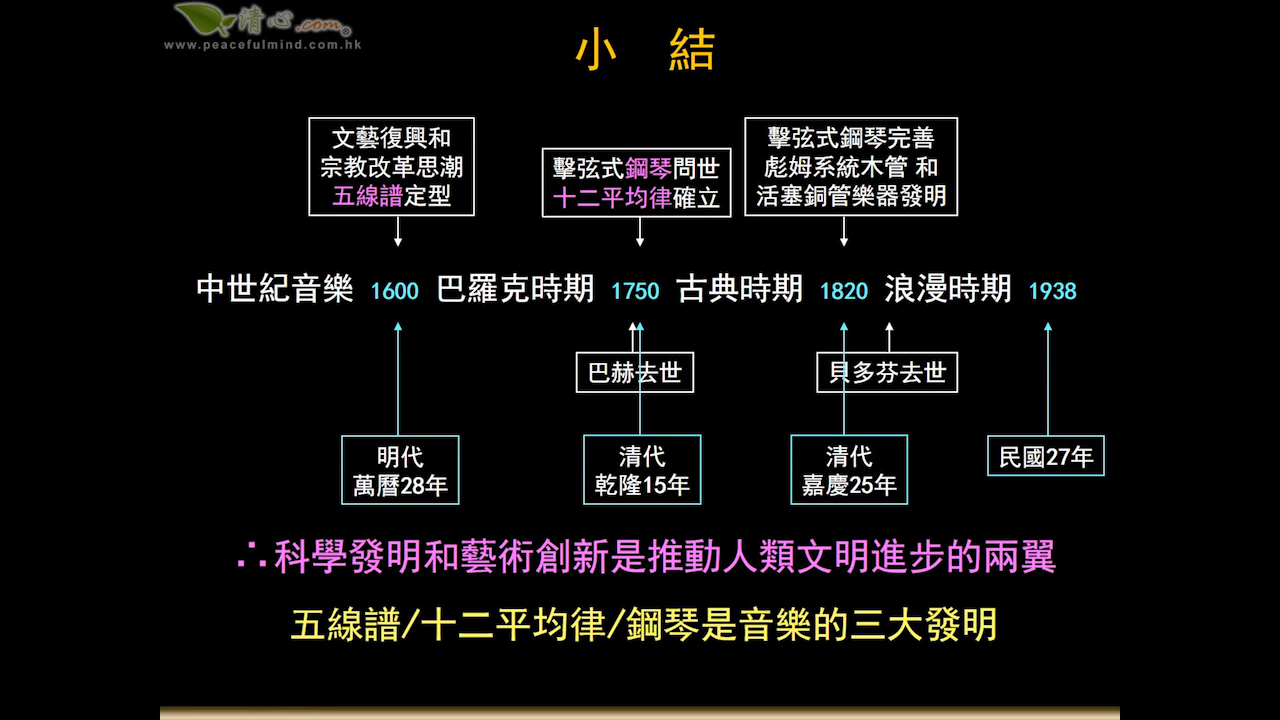 清心.com®
www.peacefulmind.com.hk
小 結
文藝復興和
宗教改革思潮
五線譜定型
擊弦式鋼琴問世
十二平均律確立
擊弦式鋼琴完善
彪姆系統木管 和
活塞銅管樂器發明
中世紀音樂 1600 巴羅克時期 1750 古典時期 1820 浪漫時期 1938
巴赫去世
貝多芬去世
明代
萬曆28年
清代
乾隆15年
清代
嘉慶25年
民國27年
∴科學發明和藝術創新是推動人類文明進步的兩翼
五線譜/十二平均律/鋼琴是音樂的三大發明